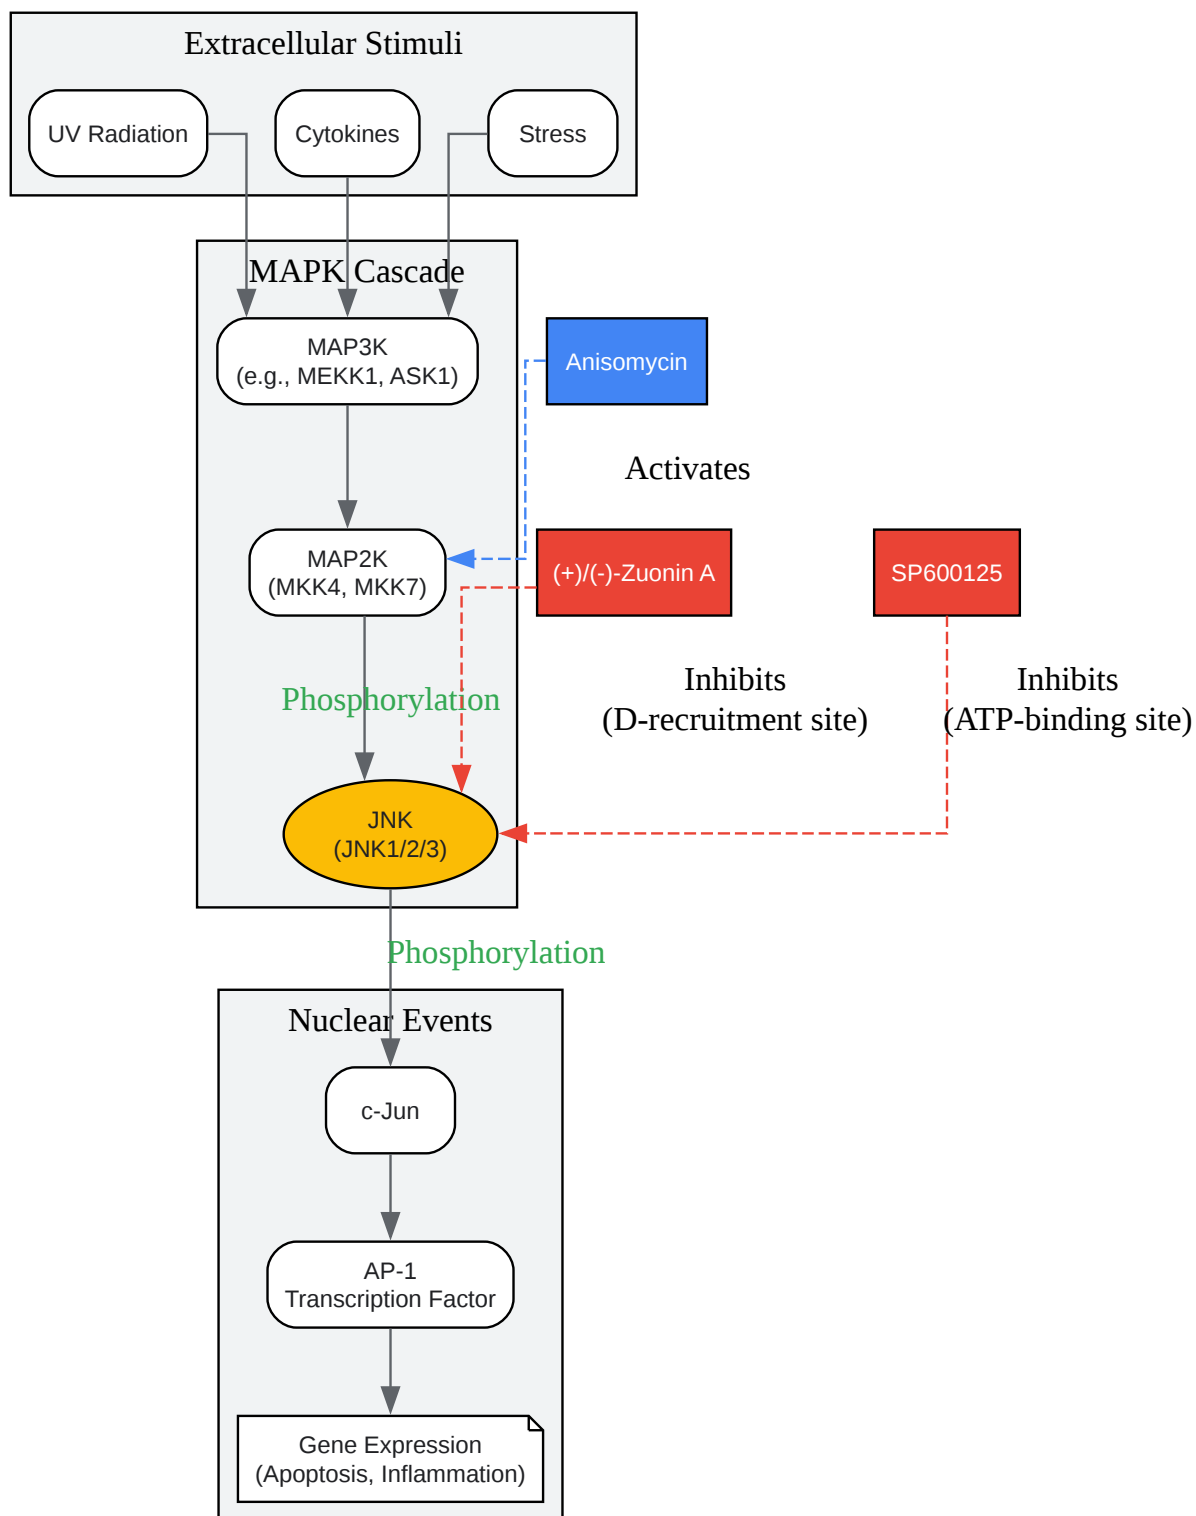 Extracellular Stimuli
UV Radiation
Cytokines
Stress
MAPK Cascade
MAP3K
(e.g., MEKK1, ASK1)
Anisomycin
Activates
MAP2K
(MKK4, MKK7)
(+)/(-)-Zuonin A
SP600125
Phosphorylation
Inhibits
(D-recruitment site)
Inhibits
(ATP-binding site)
JNK
(JNK1/2/3)
Phosphorylation
Nuclear Events
c-Jun
AP-1
Transcription Factor
Gene Expression
(Apoptosis, Inflammation)